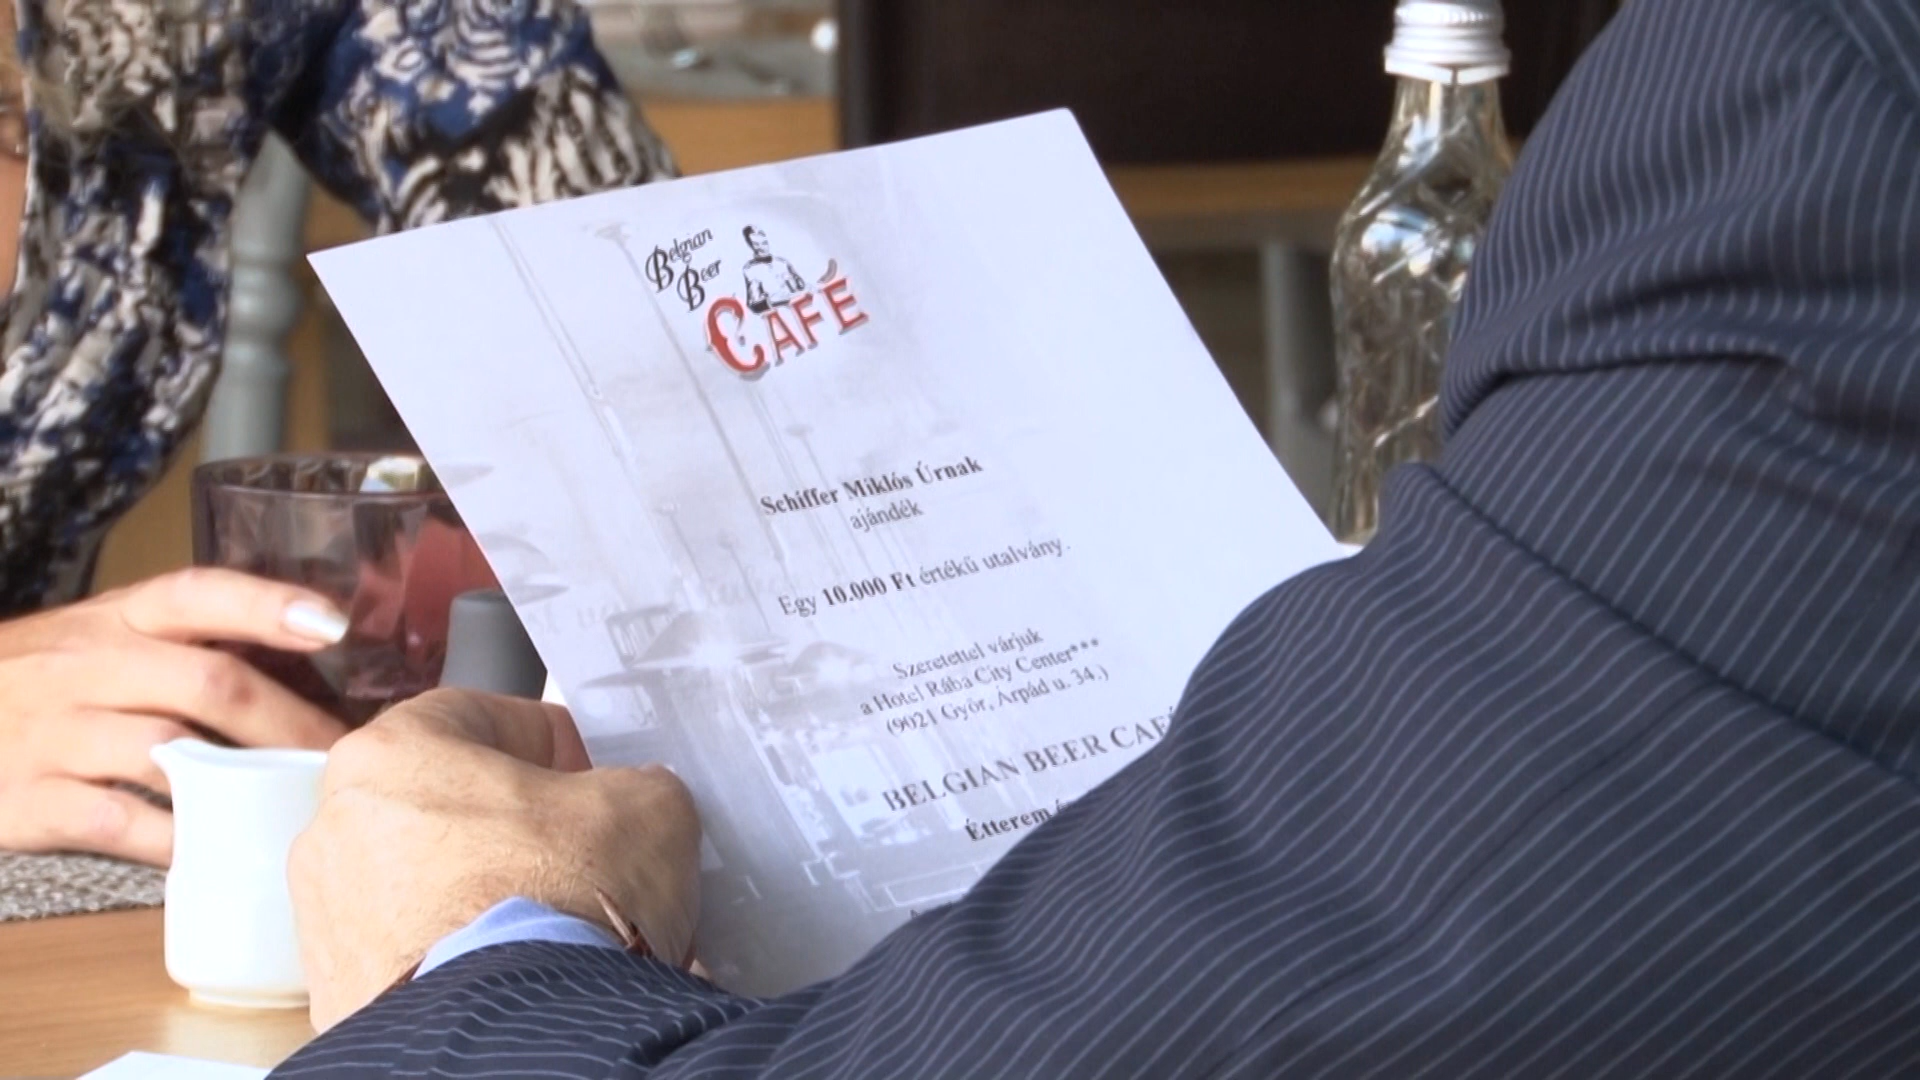 Belgian
Beer
CAFÉ
Schiffer Miklós Úrnak
ajándék
Egy 10.000 Ft értékű utalvány.
Szeretettel várjuk
a Hotel Rába City Center***
(9021 Győr, Árpád u. 34.)
BELGIAN BEER CAFÉ
Étterem